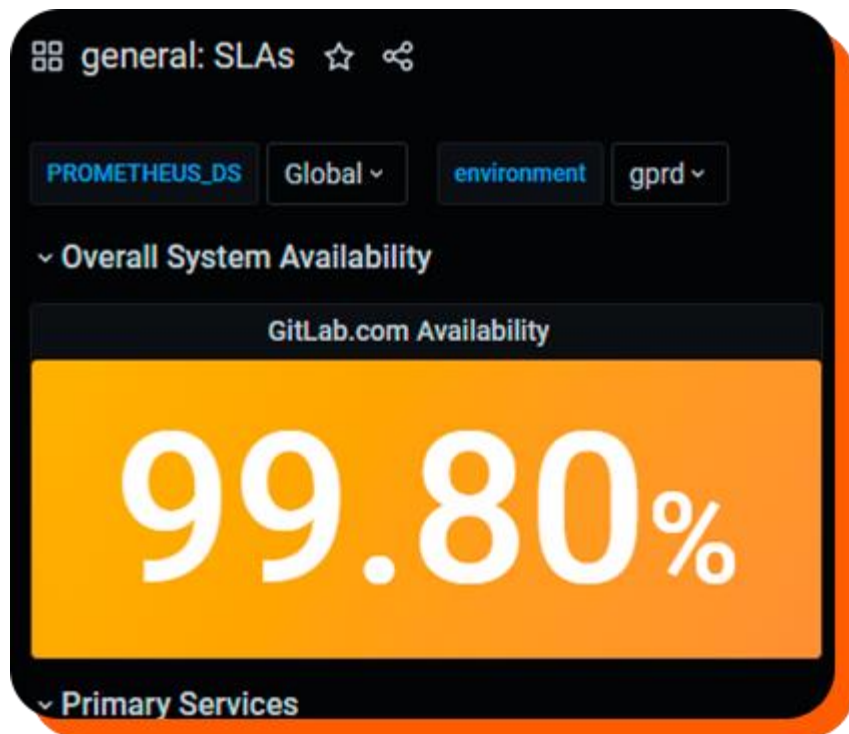 general: SLAs
PROMETHEUS_DS Global environment gprd
Overall System Availability
GitLab.com Availability
99.80%
Primary Services